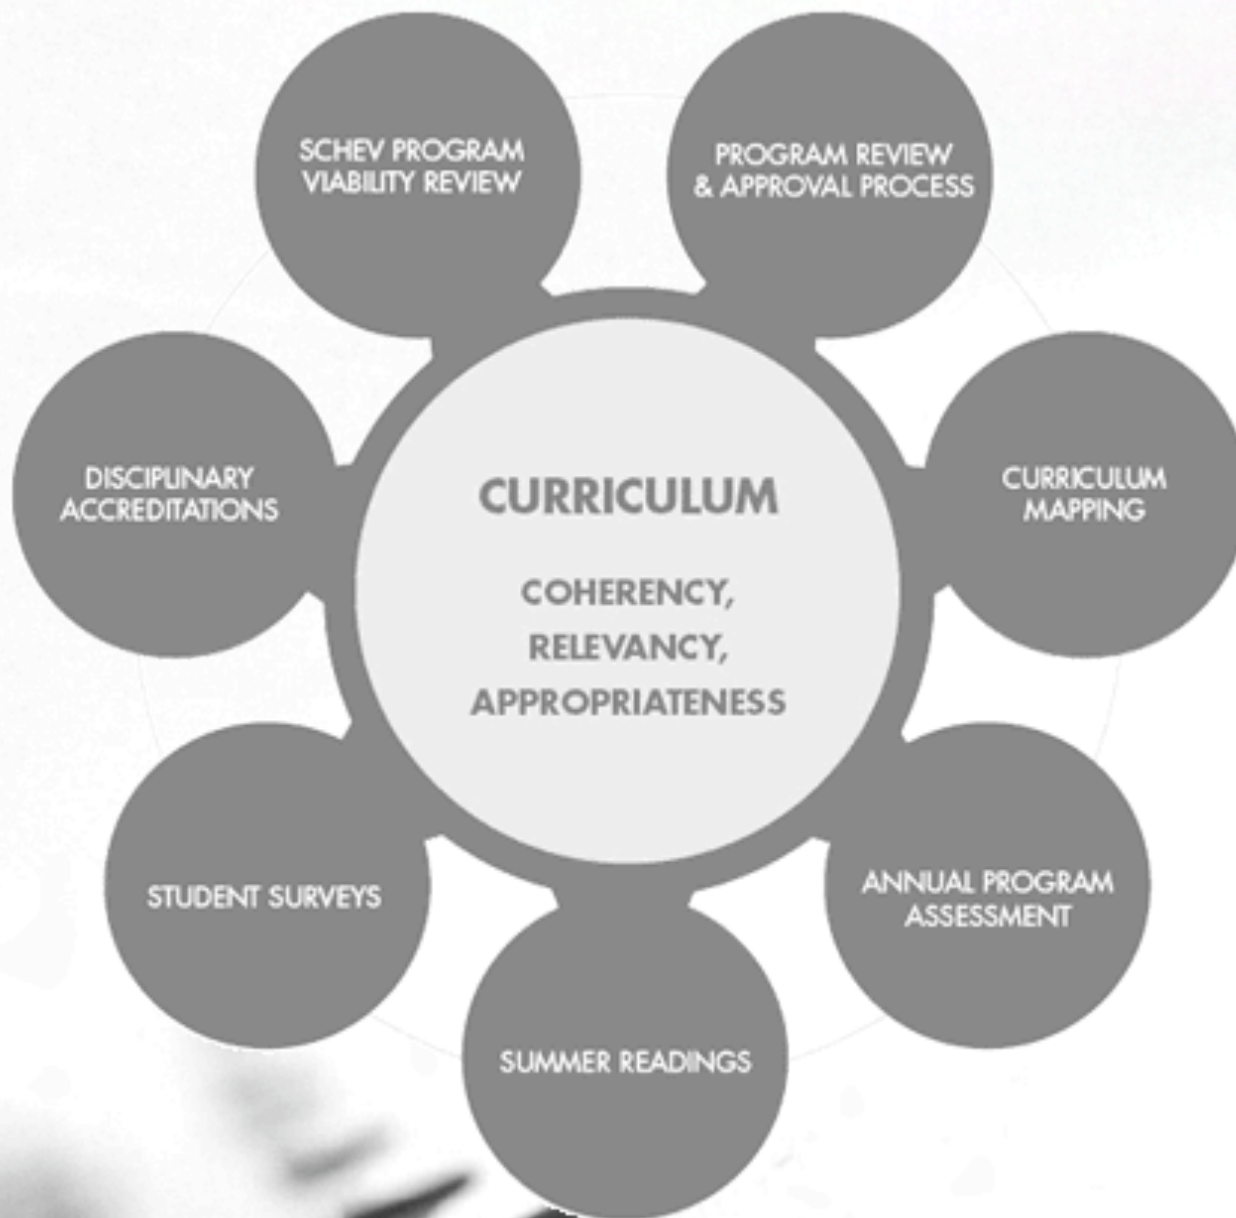 SCHEV PROGRAM
VIABILITY REVIEW
PROGRAM REVIEW
& APPROVAL PROCESS
DISCIPLINARY
ACCREDITATIONS
CURRICULUM
COHERENCY,
RELEVANCY,
APPROPRIATENESS
CURRICULUM
MAPPING
STUDENT SURVEYS
ANNUAL PROGRAM
ASSESSMENT
SUMMER READINGS